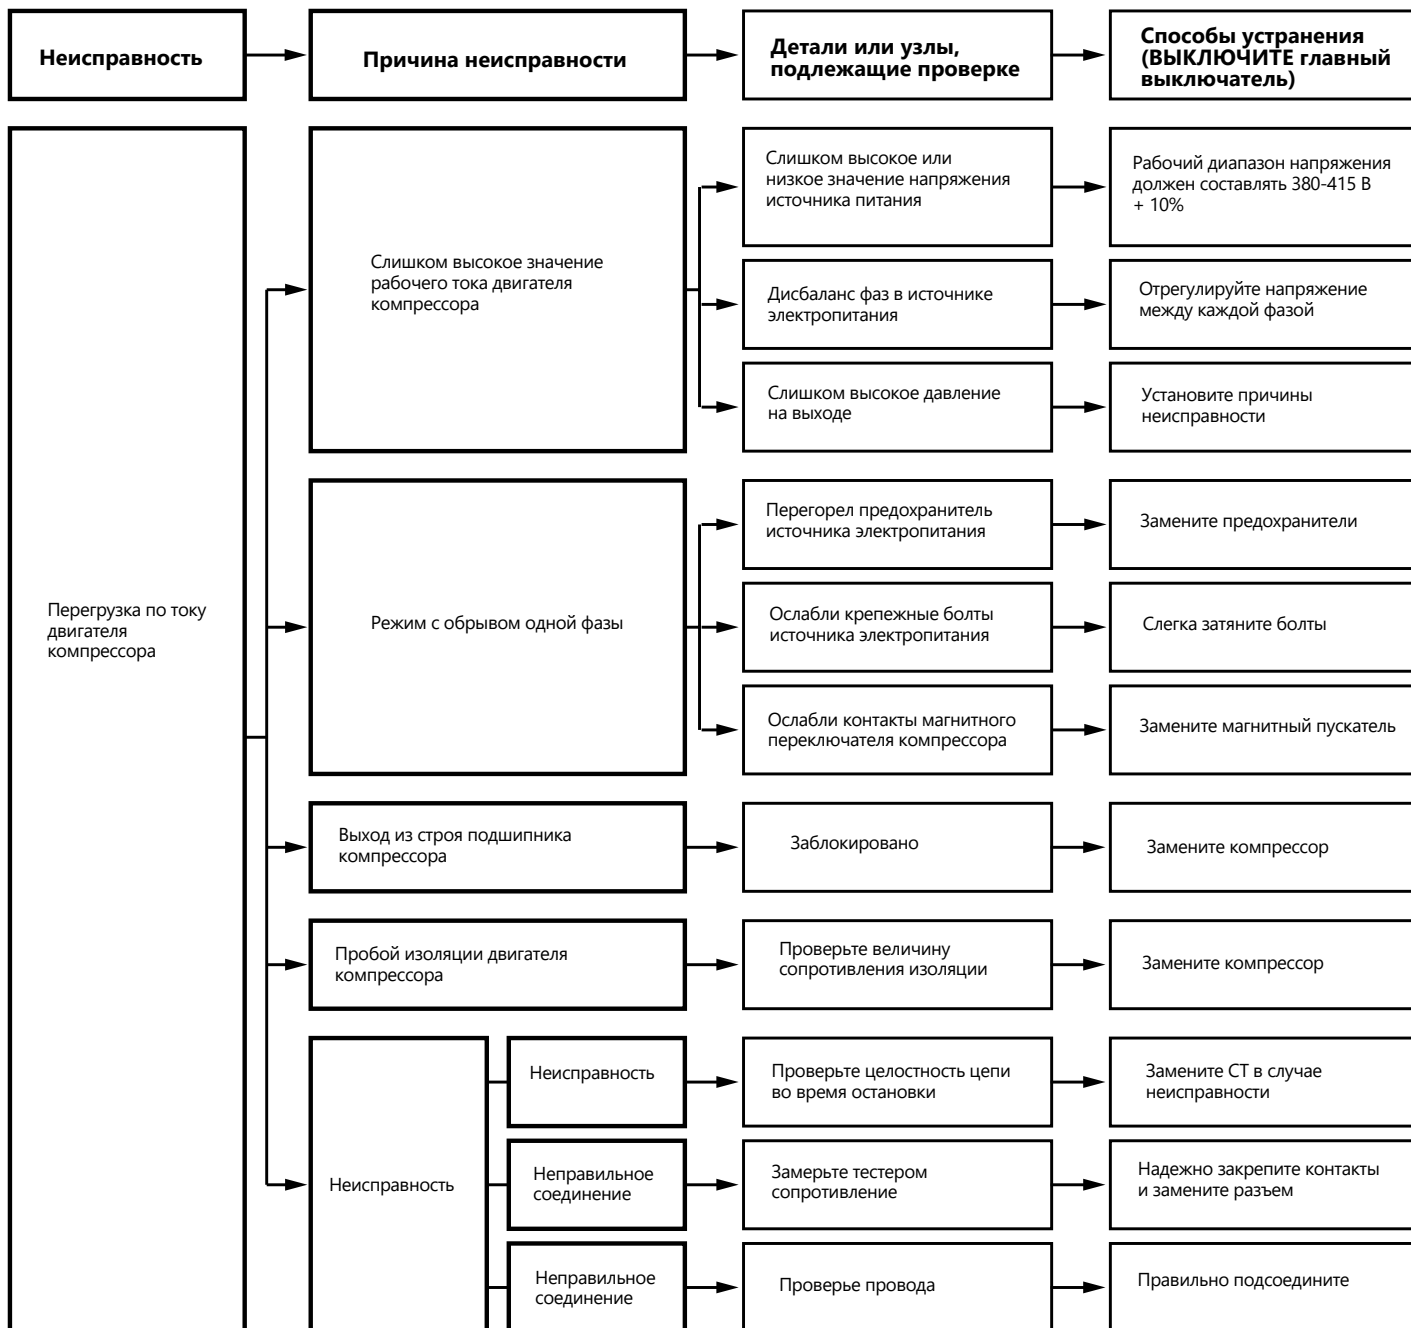 Неисправность
Причина неисправности
Детали или узлы,
подлежащие проверке
Способы устранения
(ВЫКЛЮЧИТЕ главный
выключатель)
Перегрузка по току
двигателя
компрессора
Слишком высокое значение
рабочего тока двигателя
компрессора
Слишком высокое или
низкое значение напряжения
источника питания
Рабочий диапазон напряжения
должен составлять 380-415 В
+ 10%
Дисбаланс фаз в источнике
электропитания
Отрегулируйте напряжение
между каждой фазой
Слишком высокое давление
на выходе
Установите причины
неисправности
Режим с обрывом одной фазы
Перегорел предохранитель
источника электропитания
Замените предохранители
Ослабли крепежные болты
источника электропитания
Слегка затяните болты
Ослабли контакты магнитного
переключателя компрессора
Замените магнитный пускатель
Выход из строя подшипника
компрессора
Заблокировано
Замените компрессор
Пробой изоляции двигателя
компрессора
Проверьте величину
сопротивления изоляции
Замените компрессор
Неисправность
Неисправность
Проверьте целостность цепи
во время остановки
Замените СТ в случае
неисправности
Неправильное
соединение
Замерьте тестером
сопротивление
Надежно закрепите контакты
и замените разъем
Неправильное
соединение
Проверье провода
Правильно подсоедините